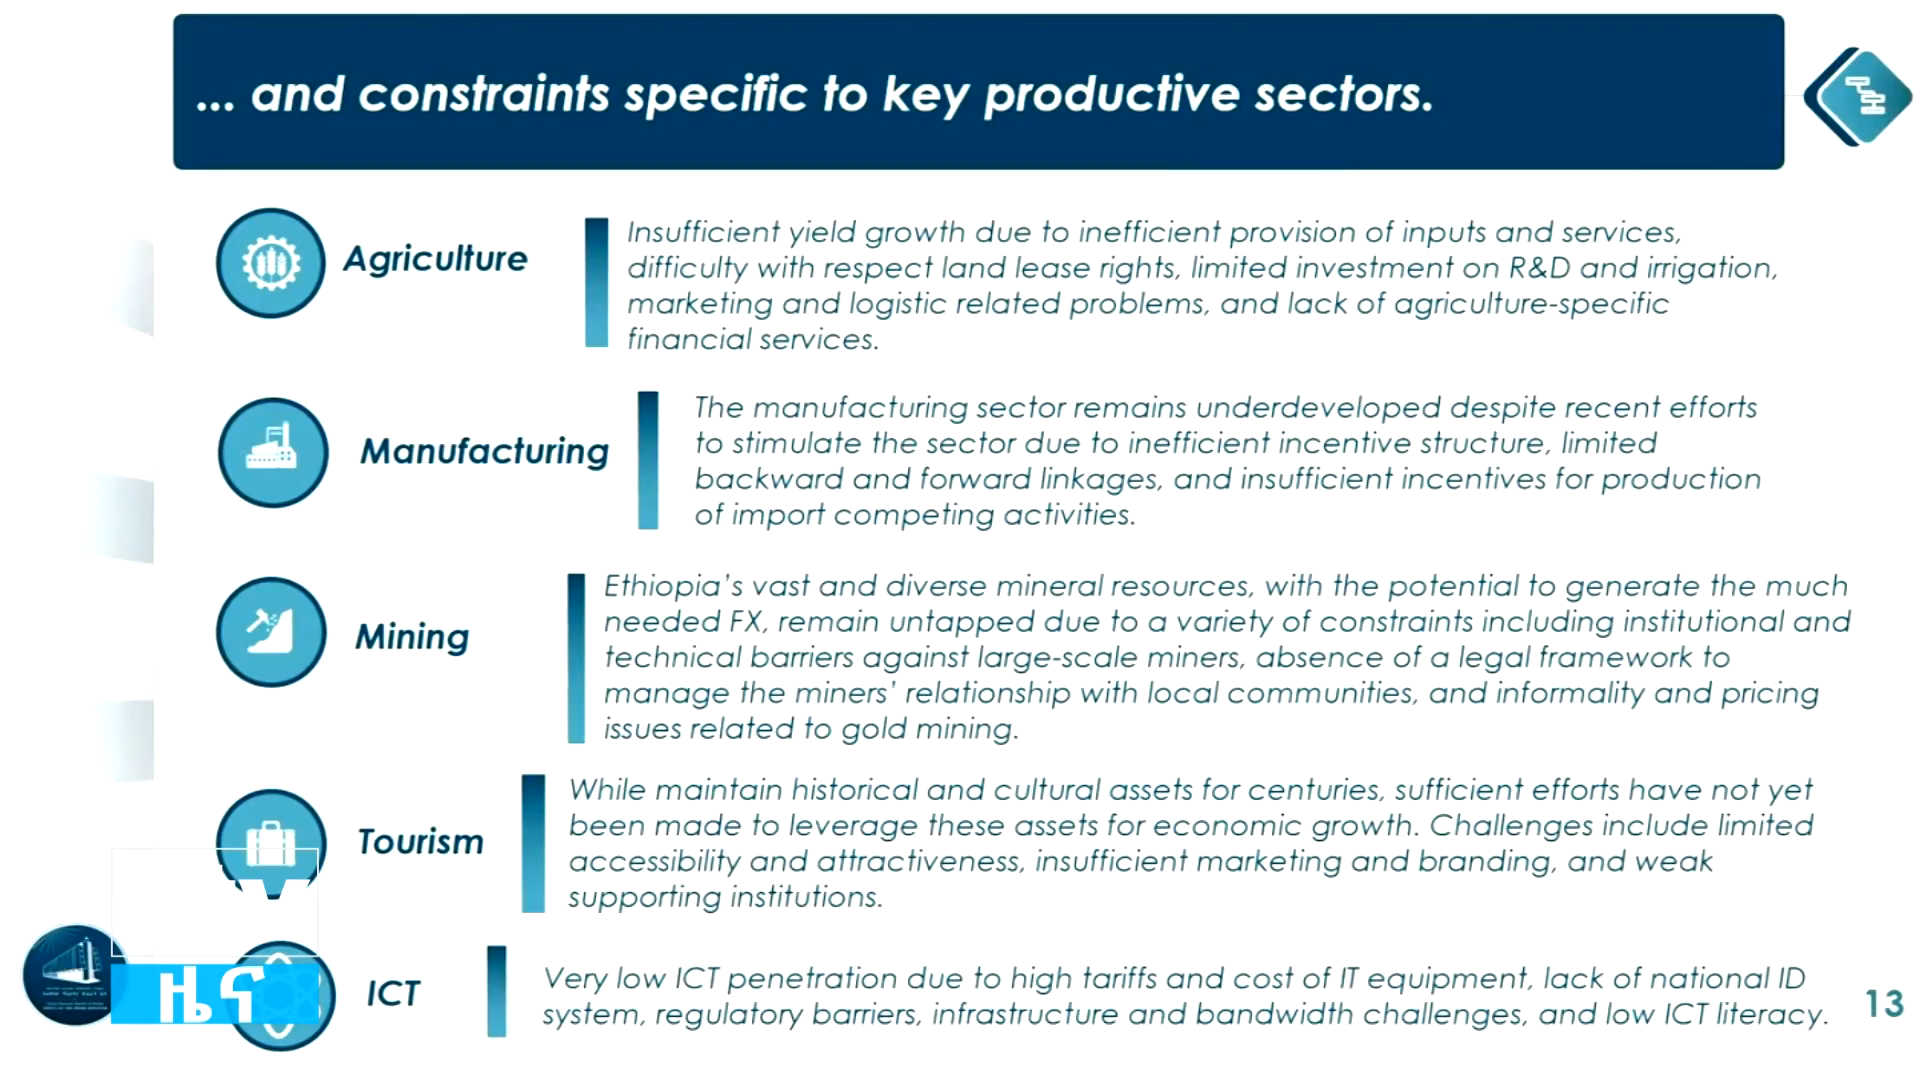 ... and constraints specific to key productive sectors.
Agriculture
Insufficient yield growth due to inefficient provision of inputs and services,
difficulty with respect land lease rights, limited investment on R&D and irrigation,
marketing and logistic related problems, and lack of agriculture-specific
financial services.
Manufacturing
The manufacturing sector remains underdeveloped despite recent efforts
to stimulate the sector due to inefficient incentive structure, limited
backward and forward linkages, and insufficient incentives for production
of import competing activities.
Mining
Ethiopia's vast and diverse mineral resources, with the potential to generate the much
needed FX, remain untapped due to a variety of constraints including institutional and
technical barriers against large-scale miners, absence of a legal framework to
manage the miners' relationship with local communities, and informality and pricing
issues related to gold mining.
Tourism
While maintain historical and cultural assets for centuries, sufficient efforts have not yet
been made to leverage these assets for economic growth. Challenges include limited
accessibility and attractiveness, insufficient marketing and branding, and weak
supporting institutions.
ዜና
ICT
Very low ICT penetration due to high tariffs and cost of IT equipment, lack of national ID
system, regulatory barriers, infrastructure and bandwidth challenges, and low ICT literacy.
13